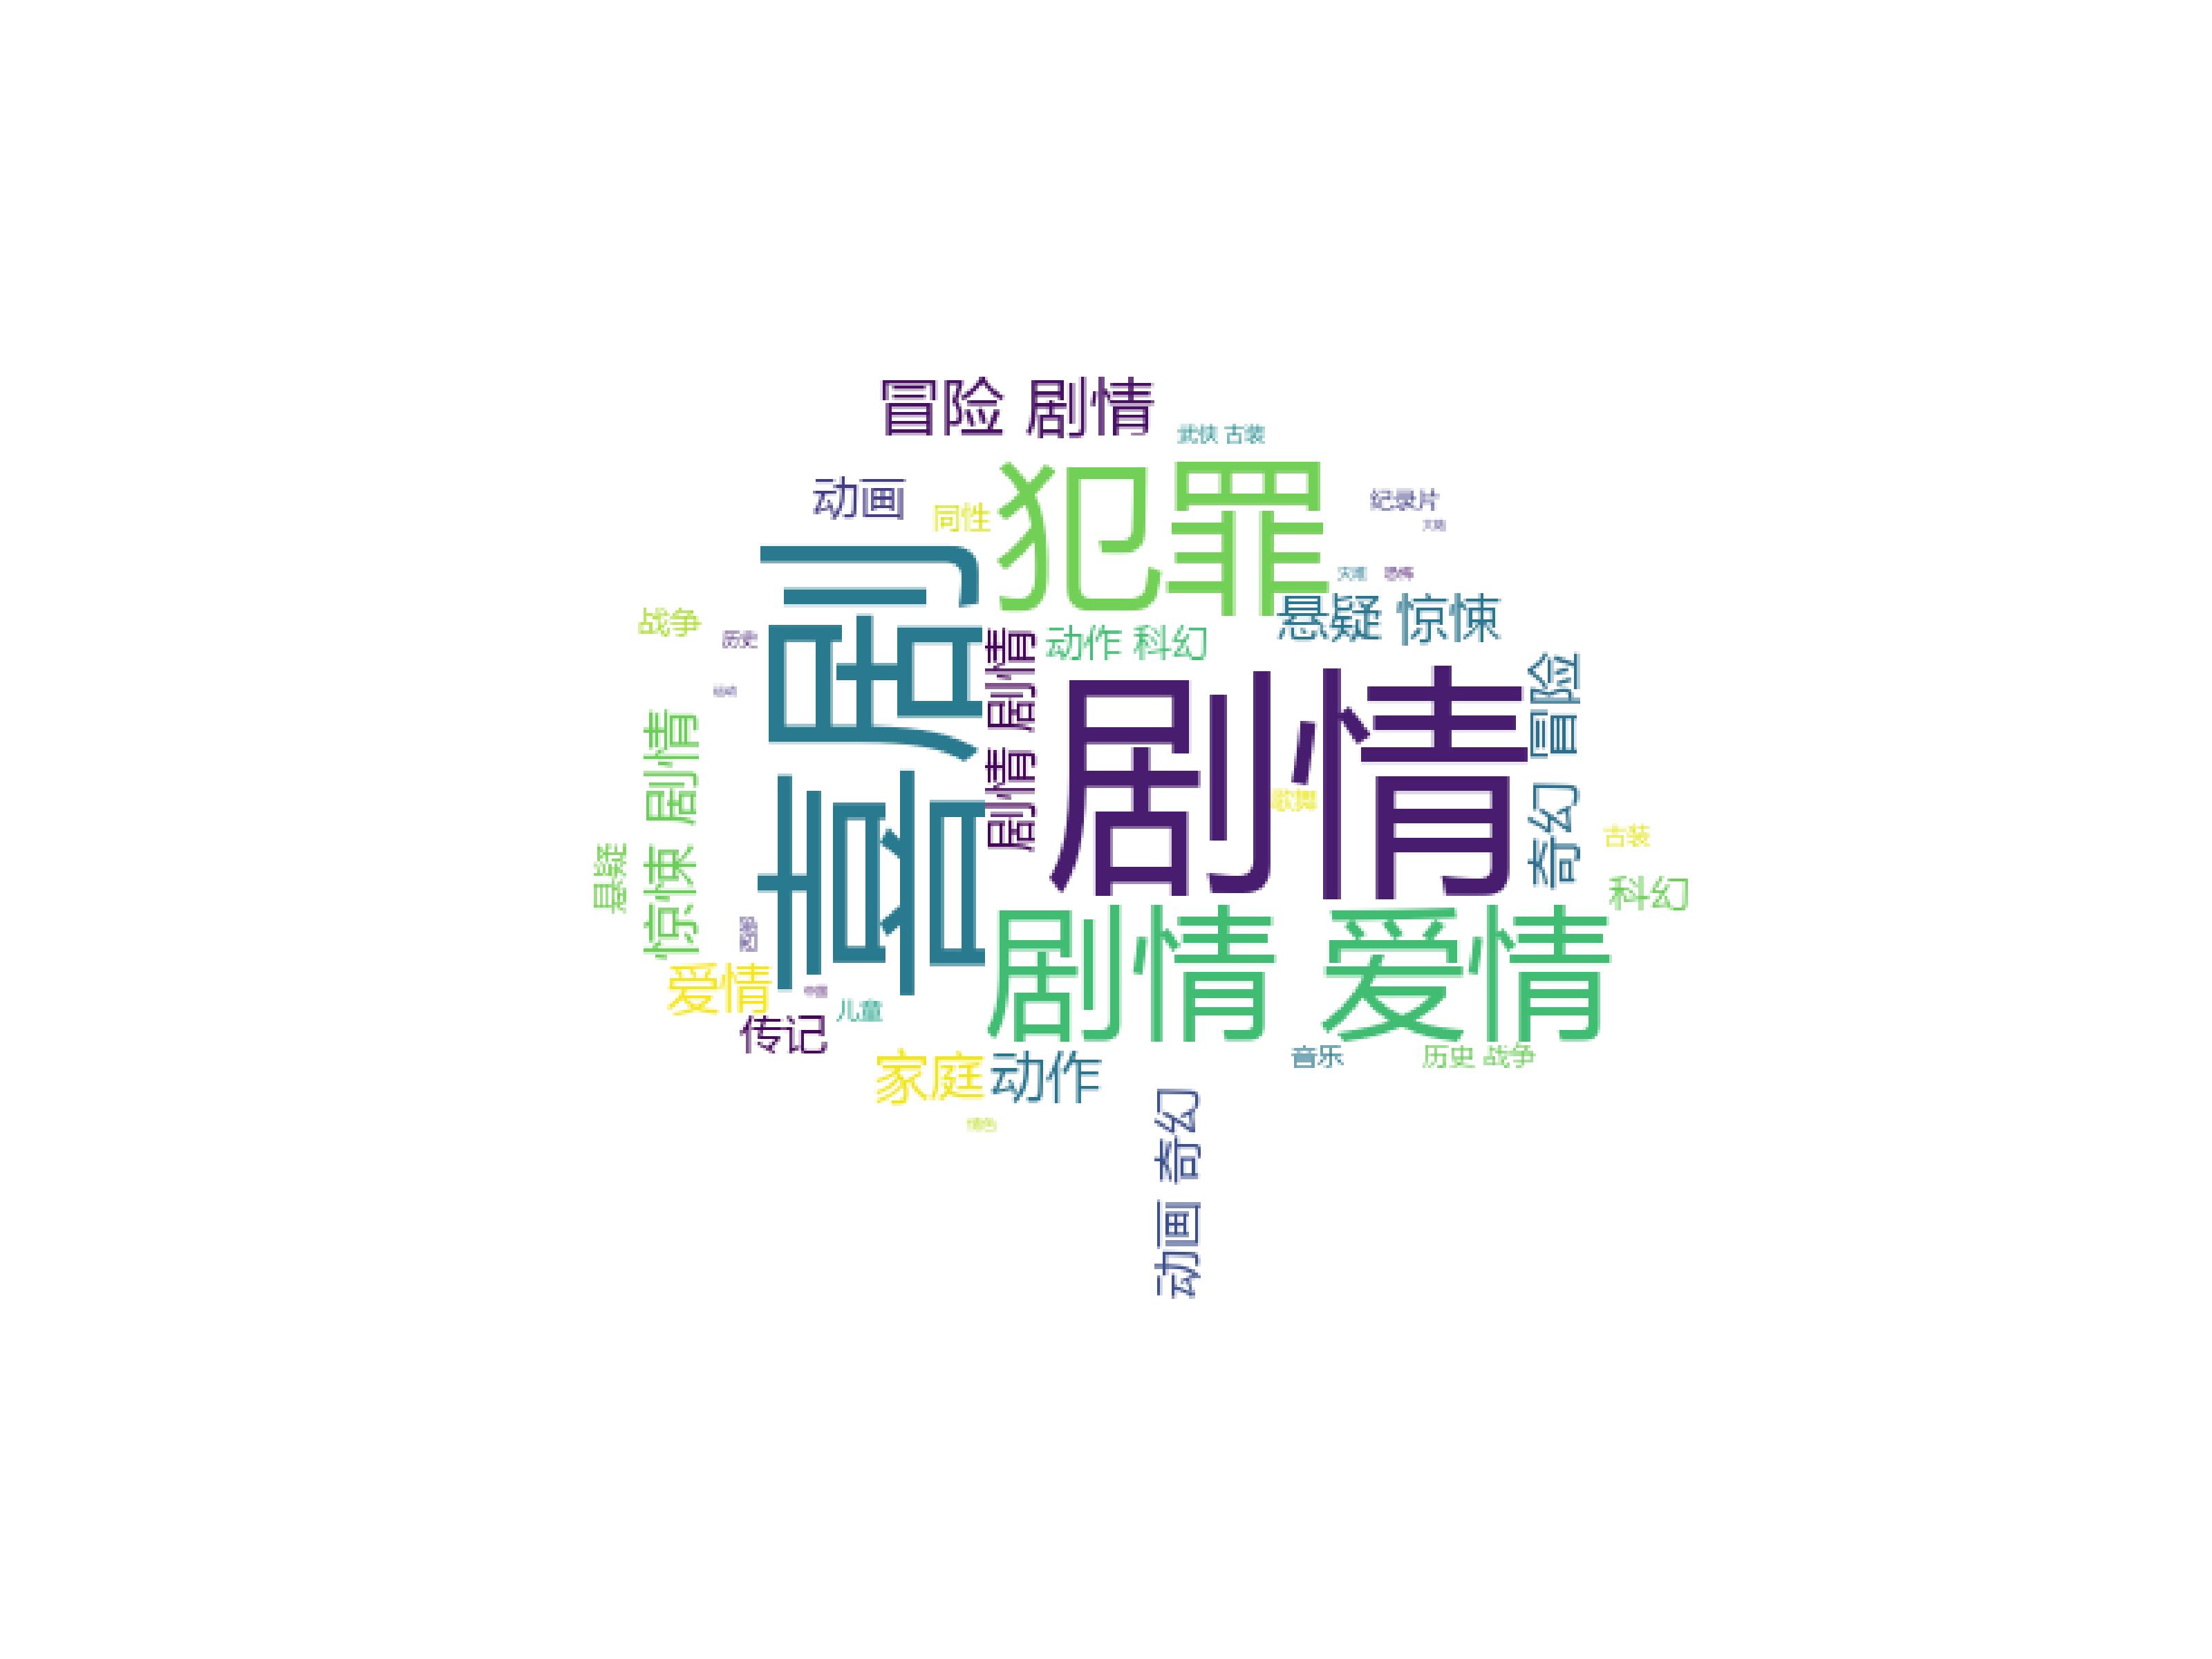 冒险 剧情
武侠 古装
犯罪
动画
同性
纪录片
喜剧
悬疑 惊悚
战争
历史
动作 科幻
剧情 剧情
剧情
奇幻 冒险
惊悚 剧情
歌舞
古装
悬疑
科幻
剧情 爱情
西部
爱情
儿童
传记
家庭
动作
音乐
历史 战争
情色
动画 奇幻